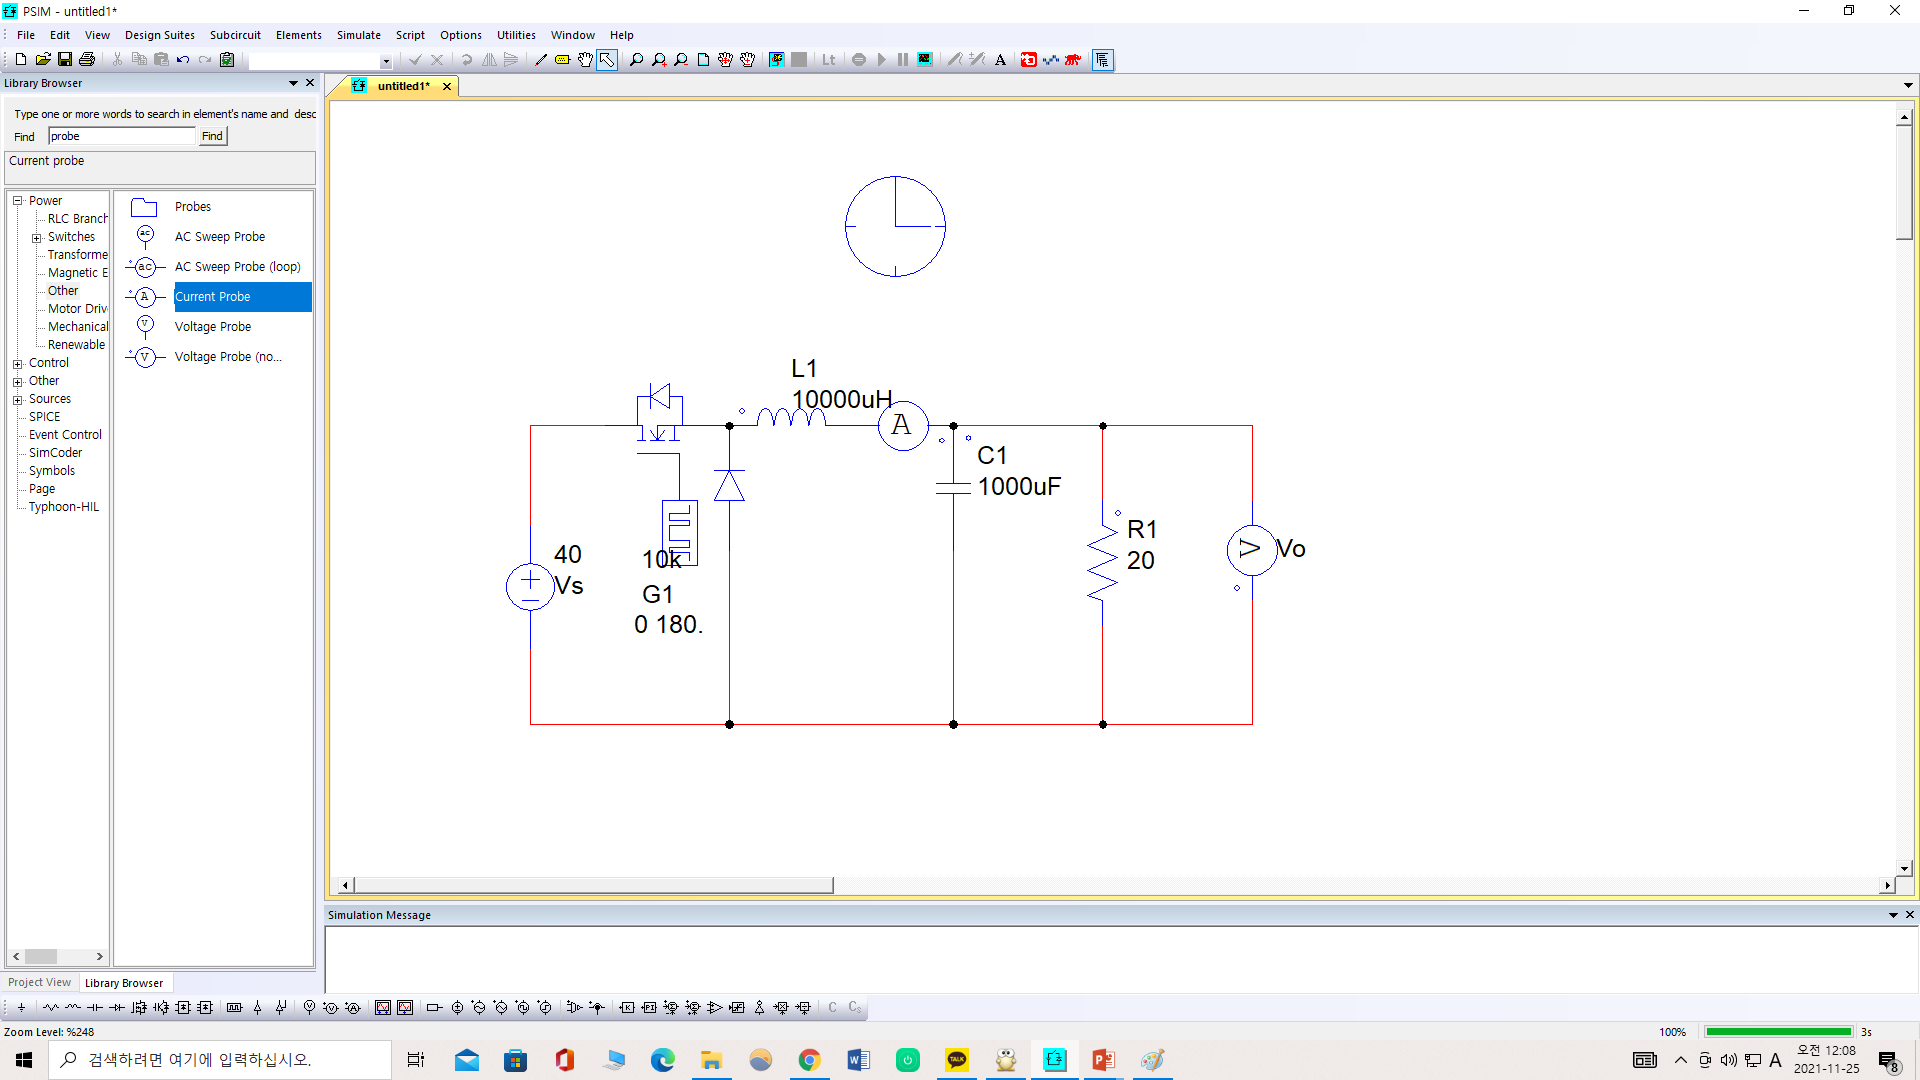 PSIM - untitled1*
File Edit View Design Suites Subcircuit Elements Simulate Script Options Utilities Window Help
Lt A
Library Browser
untitled1*
Type one or more words to search in element's name and desc
Find probe Find
Current probe
Power
RLC Branch
Switches
Transforme
Magnetic E
Other
Motor Driv
Mechanical
Renewable
Control
Other
Sources
SPICE
Event Control
SimCoder
Symbols
Page
Typhoon-HIL
Probes
ac AC Sweep Probe
ac AC Sweep Probe (loop)
A Current Probe
V Voltage Probe
V Voltage Probe (no...
L1
10000uH
A
C1
1000uF
R1
20
V Vo
40
Vs
10k
G1
0 180.
Simulation Message
Project View Library Browser
Zoom Level: %248
100% 3s
검색하려면 여기에 입력하십시오.
TALK
A
오전 12:08
2021-11-25
8